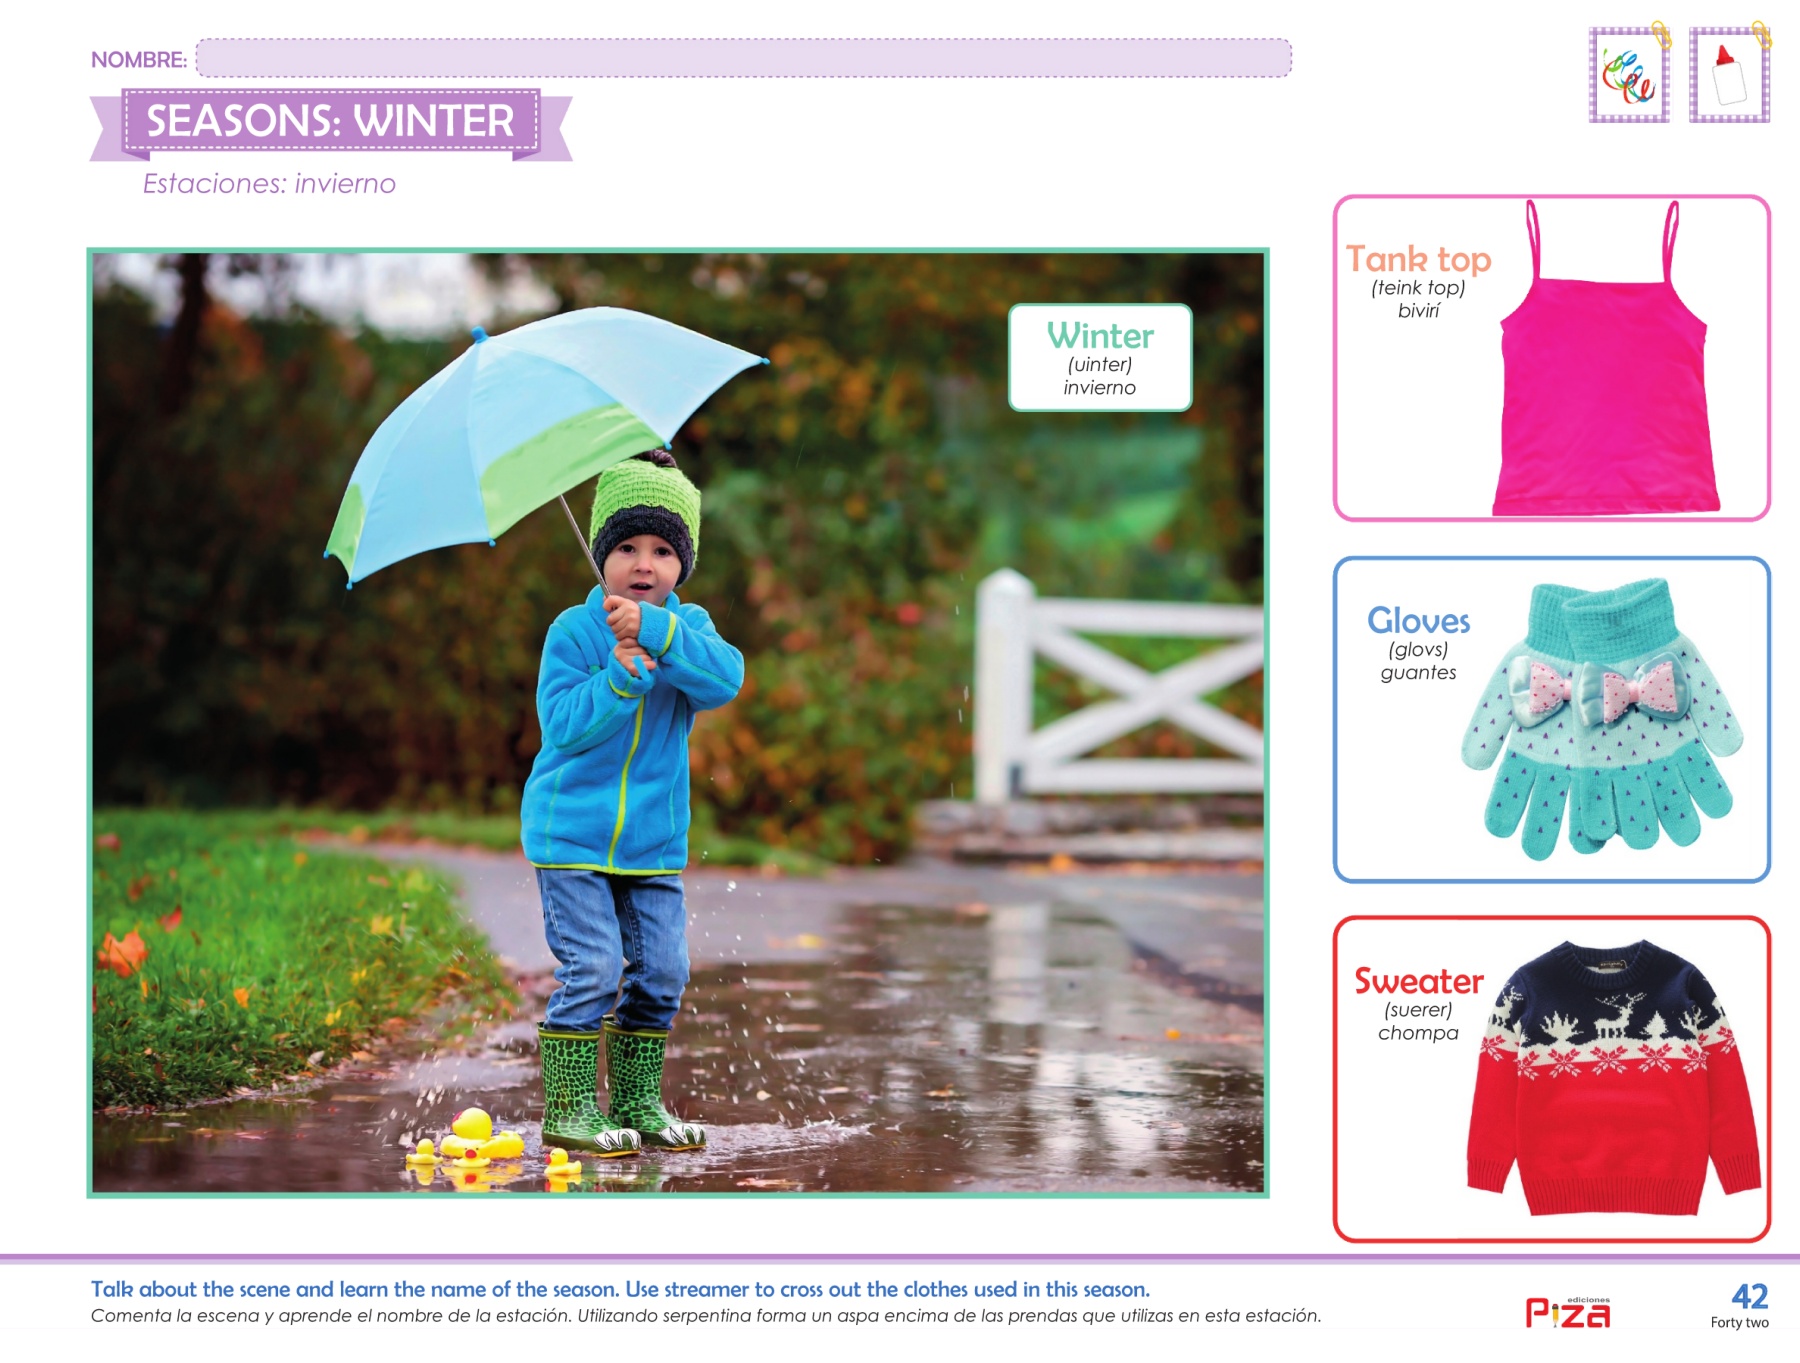 NOMBRE:
SEASONS: WINTER
Estaciones: invierno
Winter
(uinter)
invierno
Tank top
(teink top)
bivirí
Gloves
(glovs)
guantes
Sweater
(suerer)
chompa
Talk about the scene and learn the name of the season. Use streamer to cross out the clothes used in this season.
Comenta la escena y aprende el nombre de la estación. Utilizando serpentina forma un aspa encima de las prendas que utilizas en esta estación.
ediciones
Piza
42
Forty two